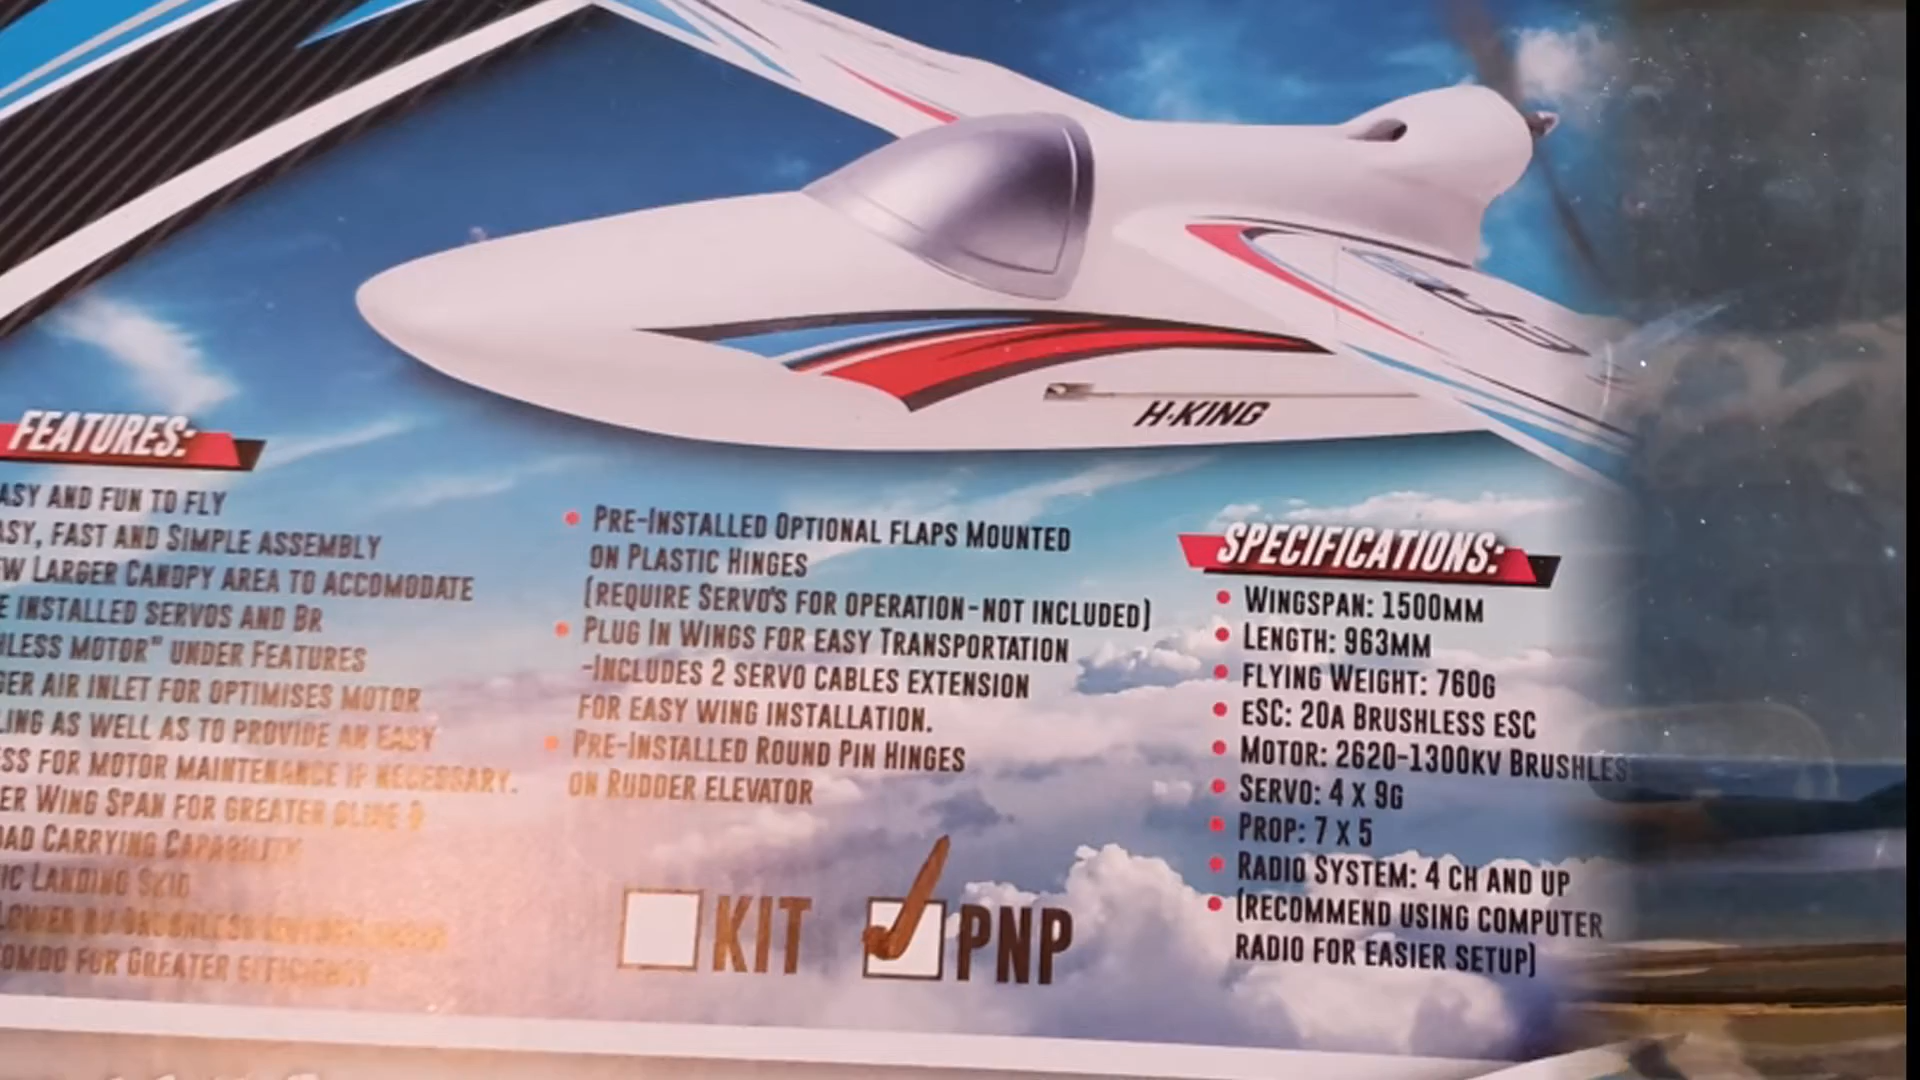 H-KING
FEATURES:
ASY AND FUN TO FLY
ASY, FAST AND SIMPLE ASSEMBLY
EW LARGER CANOPY AREA TO ACCOMODATE
E INSTALLED SERVOS AND BR
HLESS MOTOR" UNDER FEATURES
GER AIR INLET FOR OPTIMISES MOTOR
LING AS WELL AS TO PROVIDE AN EASY
ESS FOR MOTOR MAINTENANCE IF NECESSARY.
ER WING SPAN FOR GREATER GLIDE
OAD CARRYING CAPABILITY
IC LANDING SKID
LOWER
OMBO FOR GREATER EFFICIENCY
PRE-INSTALLED OPTIONAL FLAPS MOUNTED
ON PLASTIC HINGES
(REQUIRE SERVO'S FOR OPERATION-NOT INCLUDED)
PLUG IN WINGS FOR EASY TRANSPORTATION
-INCLUDES 2 SERVO CABLES EXTENSION
FOR EASY WING INSTALLATION.
PRE-INSTALLED ROUND PIN HINGES
ON RUDDER ELEVATOR
KIT
PNP
SPECIFICATIONS:
WINGSPAN: 1500MM
LENGTH: 963MM
FLYING WEIGHT: 760G
ESC: 20A BRUSHLESS ESC
MOTOR: 2620-1300KV BRUSHLES
SERVO: 4 X 9G
PROP: 7 X 5
RADIO SYSTEM: 4 CH AND UP
(RECOMMEND USING COMPUTER
RADIO FOR EASIER SETUP)